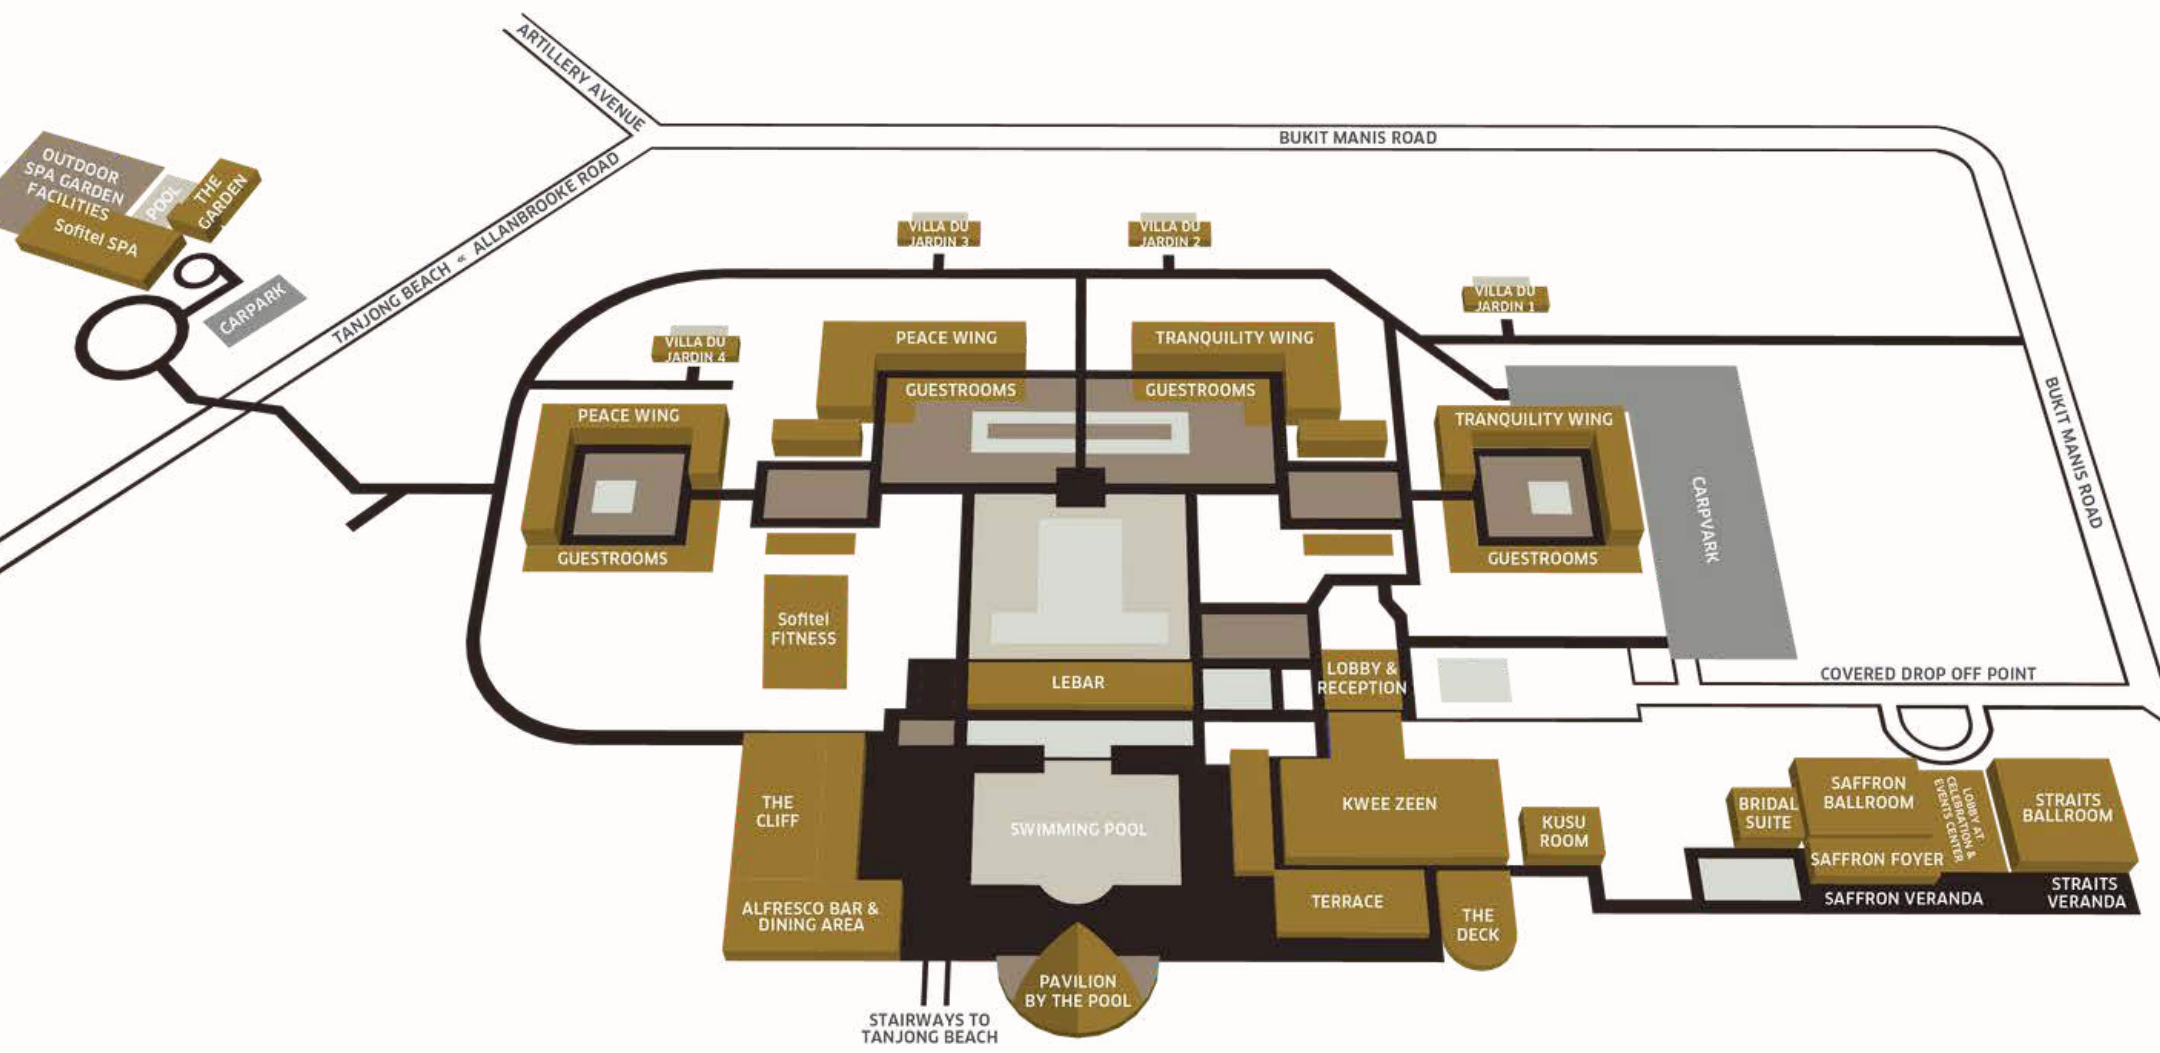 ARTILLERY AVENUE
BUKIT MANIS ROAD
OUTDOOR
SPA GARDEN
FACILITIES
POOL
THE
GARDEN
Sofitel SPA
CARPARK
TANJONG BEACH « ALLANBROOKE ROAD
VILLA DU
JARDIN 3
VILLA DU
JARDIN 2
VILLA DU
JARDIN 1
VILLA DU
JARDIN 4
PEACE WING
GUESTROOMS
TRANQUILITY WING
GUESTROOMS
PEACE WING
GUESTROOMS
TRANQUILITY WING
GUESTROOMS
CARPVARK
BUKIT MANIS ROAD
Sofitel
FITNESS
LEBAR
LOBBY &
RECEPTION
COVERED DROP OFF POINT
THE
CLIFF
SWIMMING POOL
KWEE ZEEN
KUSU
ROOM
BRIDAL
SUITE
SAFFRON
BALLROOM
LOBBY AT
CELEBRATION &
EVENTS CENTER
STRAITS
BALLROOM
SAFFRON FOYER
SAFFRON VERANDA
STRAITS
VERANDA
ALFRESCO BAR &
DINING AREA
TERRACE
THE
DECK
PAVILION
BY THE POOL
STAIRWAYS TO
TANJONG BEACH